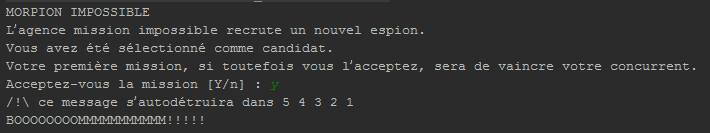 MORPION IMPOSSIBLE
L'agence mission impossible recrute un nouvel espion.
Vous avez été sélectionné comme candidat.
Votre première mission, si toutefois vous l'acceptez, sera de vaincre votre concurrent.
Acceptez-vous la mission [Y/n] : y
/!\ ce message s'autodétruira dans 5 4 3 2 1
BOOOOOOOOMMMMMMMMMMM!!!!!